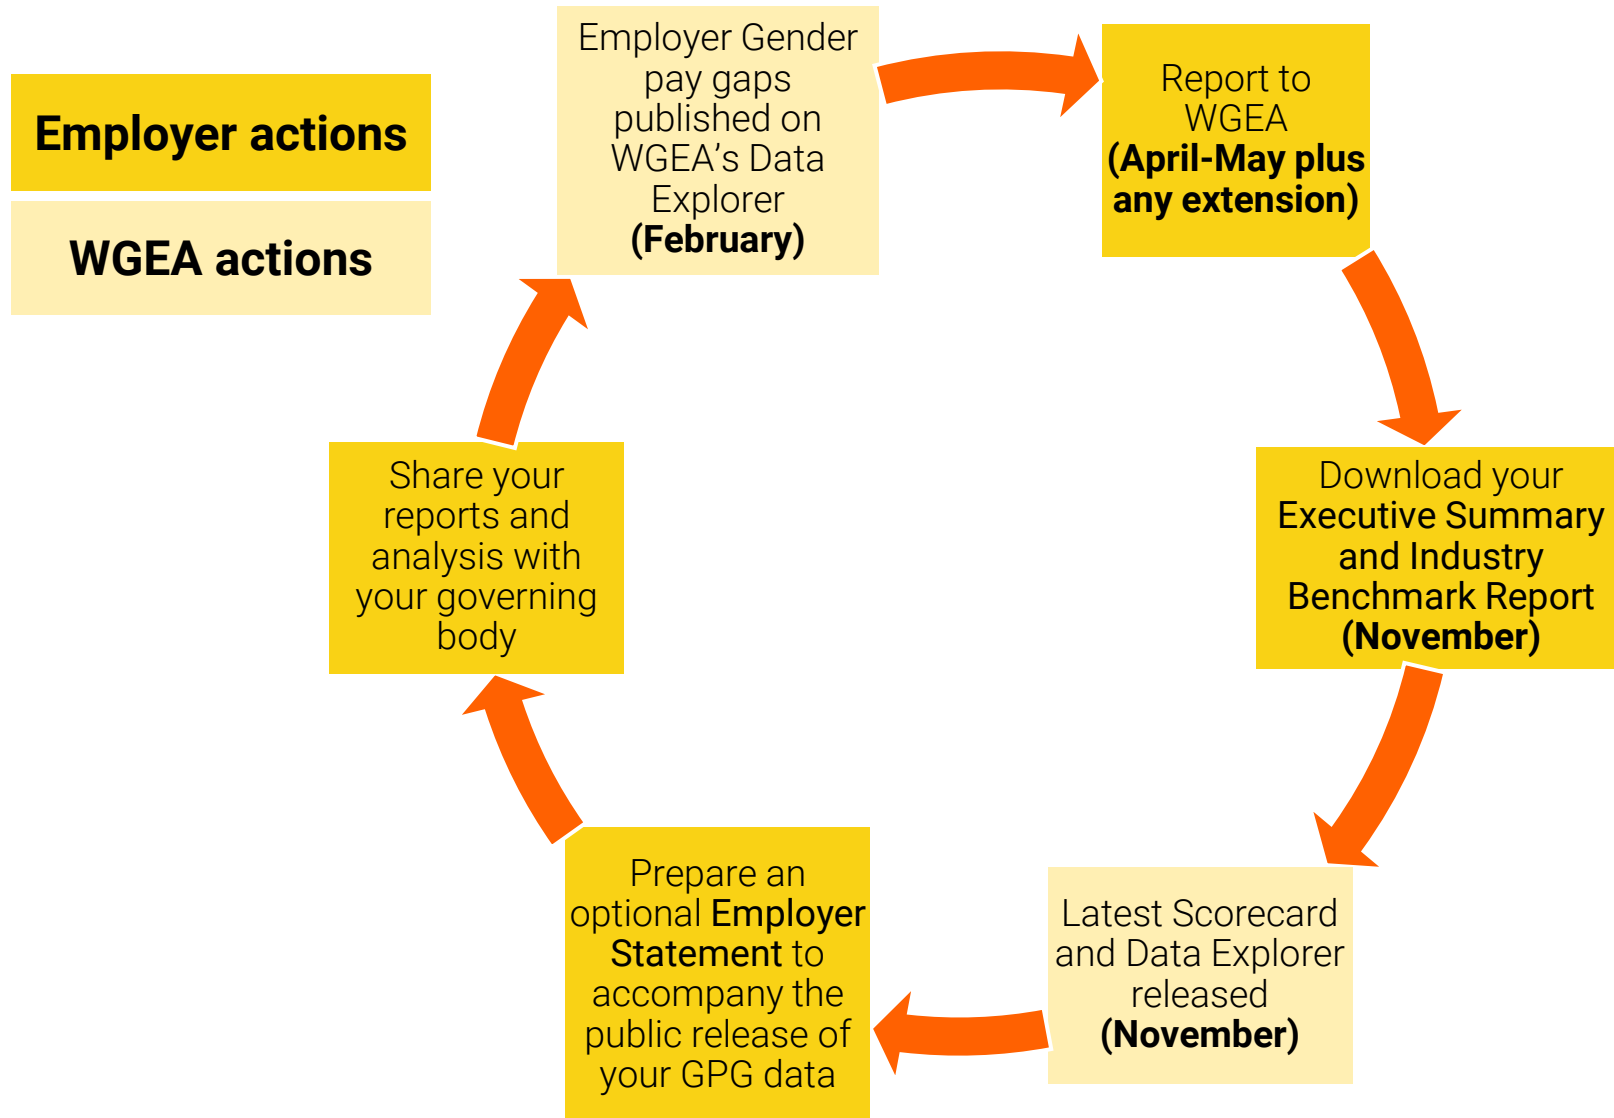 Employer actions
WGEA actions
Employer Gender
pay gaps
published on
WGEA’s Data
Explorer
(February)
Report to
WGEA
(April-May plus
any extension)
Download your
Executive Summary
and Industry
Benchmark Report
(November)
Latest Scorecard
and Data Explorer
released
(November)
Prepare an
optional Employer
Statement to
accompany the
public release of
your GPG data
Share your
reports and
analysis with
your governing
body